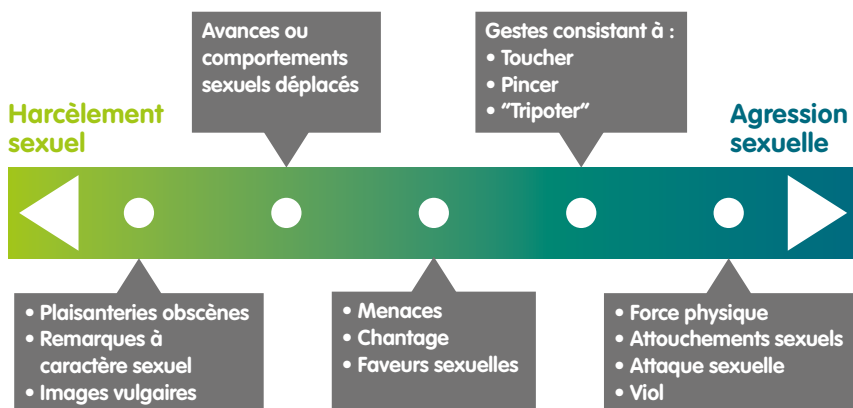 Avances ou
comportements
sexuels déplacés
Gestes consistant à :
• Toucher
• Pincer
• "Tripoter"
Harcèlement
sexuel
Agression
sexuelle
• Plaisanteries obscènes
• Remarques à
caractère sexuel
• Images vulgaires
• Menaces
• Chantage
• Faveurs sexuelles
• Force physique
• Attouchements sexuels
• Attaque sexuelle
• Viol